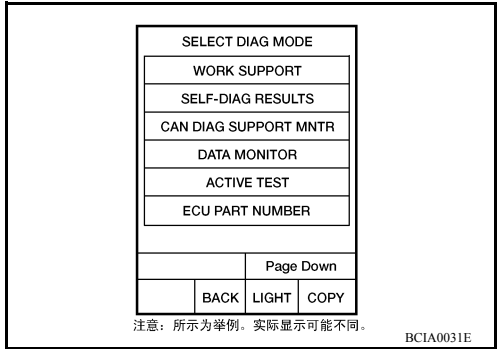 SELECT DIAG MODE
WORK SUPPORT
SELF-DIAG RESULTS
CAN DIAG SUPPORT MNTR
DATA MONITOR
ACTIVE TEST
ECU PART NUMBER
Page Down
BACK LIGHT COPY
注意：所示为举例。实际显示可能不同。
BCIA0031E